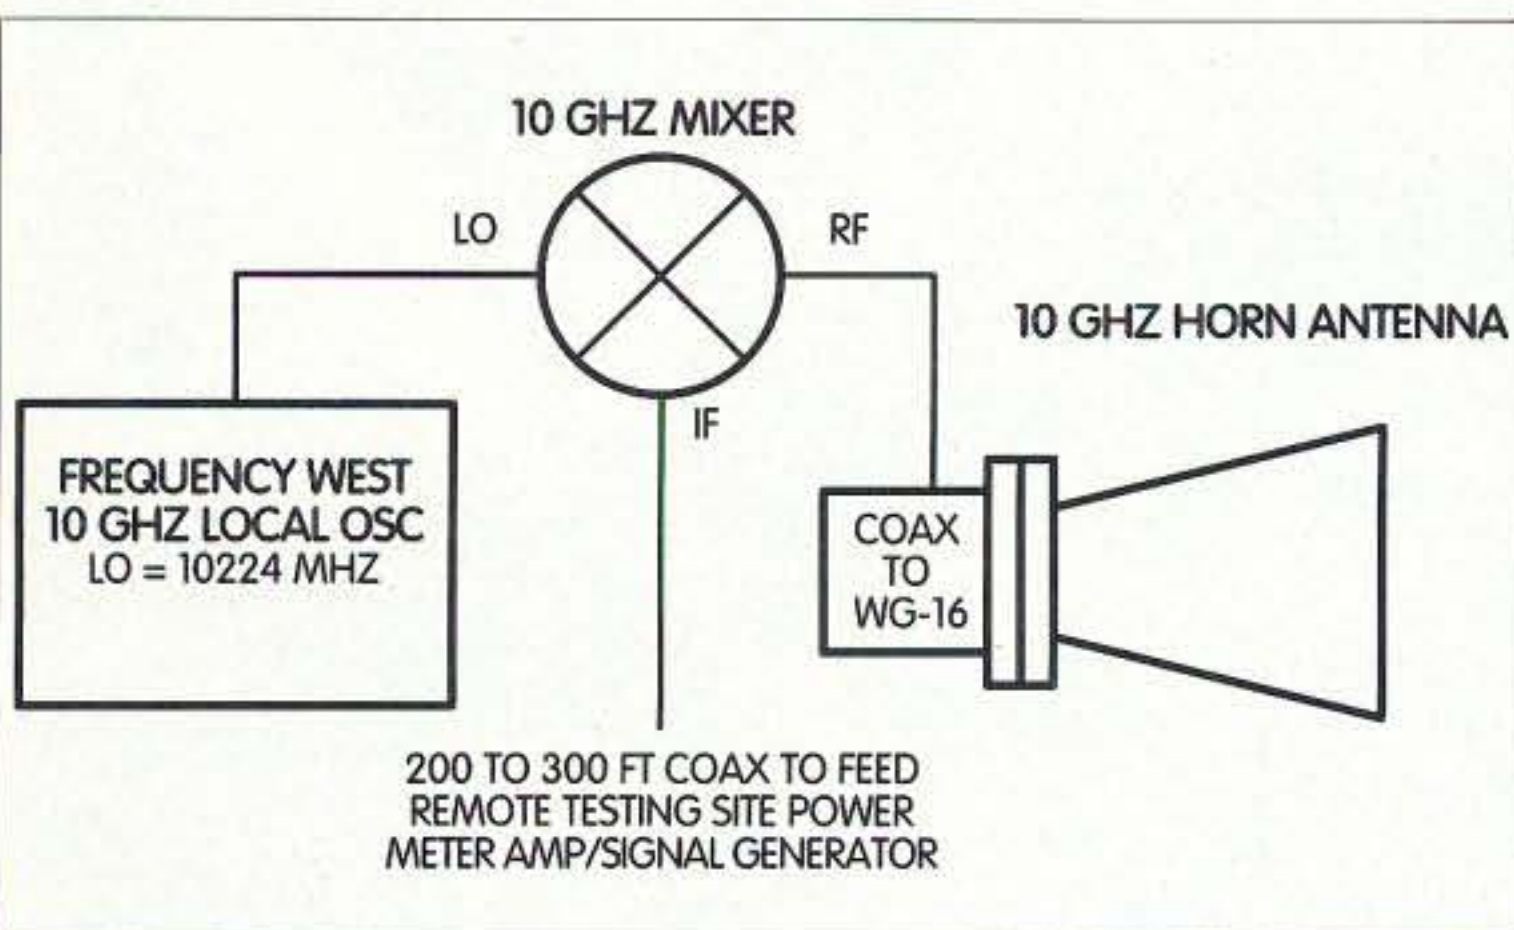 10 GHZ MIXER
LO
RF
10 GHZ HORN ANTENNA
IF
FREQUENCY WEST
10 GHZ LOCAL OSC
LO = 10224 MHZ
COAX
TO
WG-16
200 TO 300 FT COAX TO FEED
REMOTE TESTING SITE POWER
METER AMP/SIGNAL GENERATOR